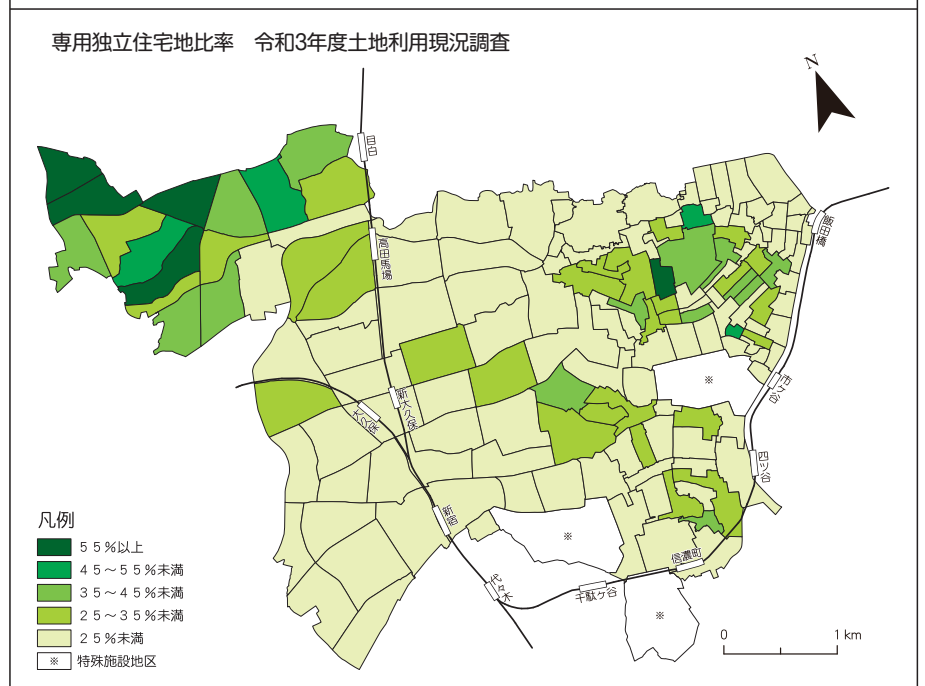 専用独立住宅地比率　令和3年度土地利用現況調査
N
目白
飯田橋
高田馬場
※
市ケ谷
新大久保
大久保
四ツ谷
新宿
凡例
55％以上
45～55％未満
35～45％未満
25～35％未満
25％未満
※ 特殊施設地区
※
信濃町
代々木
千駄ケ谷
※
0 1km